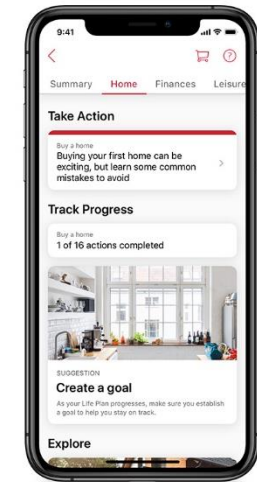 9:41
Summary Home Finances Leisure
Take Action
Buy a home
Buying your first home can be
exciting, but learn some common
mistakes to avoid
Track Progress
Buy a home
1 of 16 actions completed
SUGGESTION
Create a goal
As your Life Plan progresses, make sure you establish
a goal to help you stay on track.
Explore